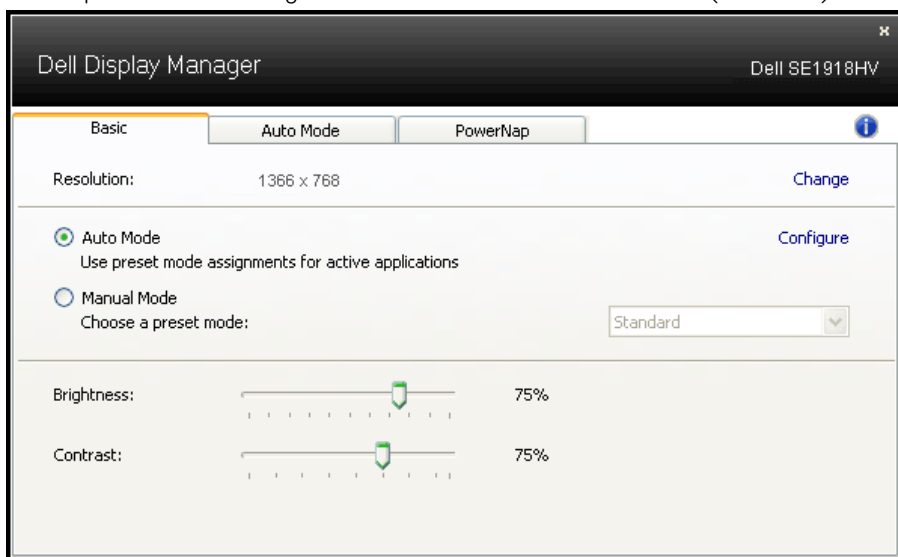 Dell Display Manager
Dell SE1918HV
Basic Auto Mode PowerNap
Resolution: 1366 x 768 Change
Auto Mode Configure
Use preset mode assignments for active applications
Manual Mode
Choose a preset mode: Standard
Brightness: 75%
Contrast: 75%